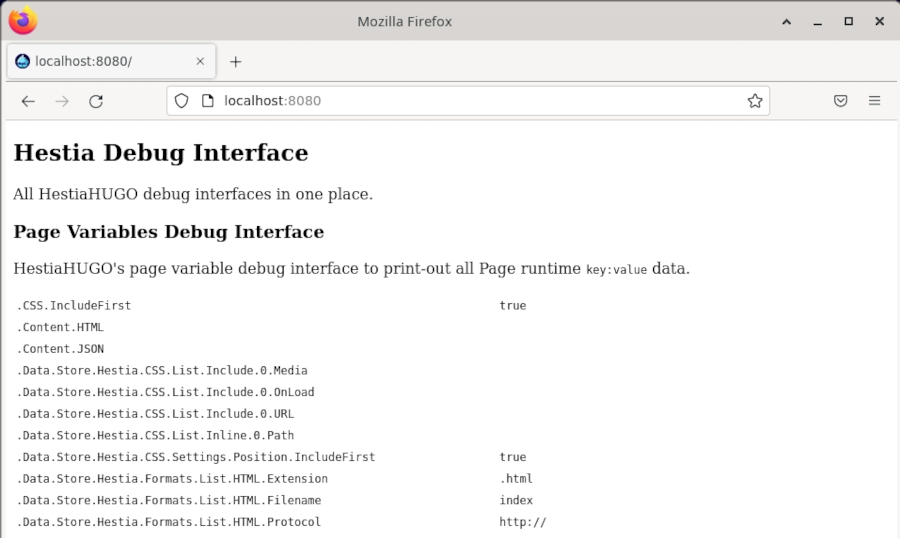 Mozilla Firefox
localhost:8080/
localhost:8080
Hestia Debug Interface
All HestiaHUGO debug interfaces in one place.
Page Variables Debug Interface
HestiaHUGO's page variable debug interface to print-out all Page runtime key:value data.
.CSS.IncludeFirst true
.Content.HTML
.Content.JSON
.Data.Store.Hestia.CSS.List.Include.0.Media
.Data.Store.Hestia.CSS.List.Include.0.OnLoad
.Data.Store.Hestia.CSS.List.Include.0.URL
.Data.Store.Hestia.CSS.List.Inline.0.Path
.Data.Store.Hestia.CSS.Settings.Position.IncludeFirst true
.Data.Store.Hestia.Formats.List.HTML.Extension .html
.Data.Store.Hestia.Formats.List.HTML.Filename index
.Data.Store.Hestia.Formats.List.HTML.Protocol http://